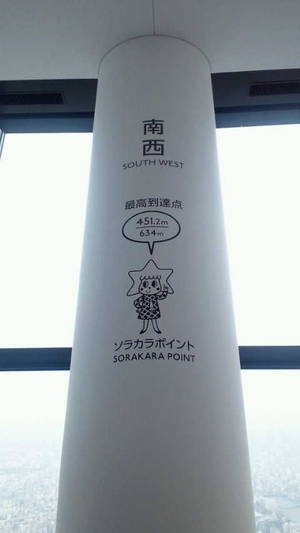 南
西
SOUTH WEST
最高到達点
451.2m
634m
ソラカラポイント
SORAKARA POINT